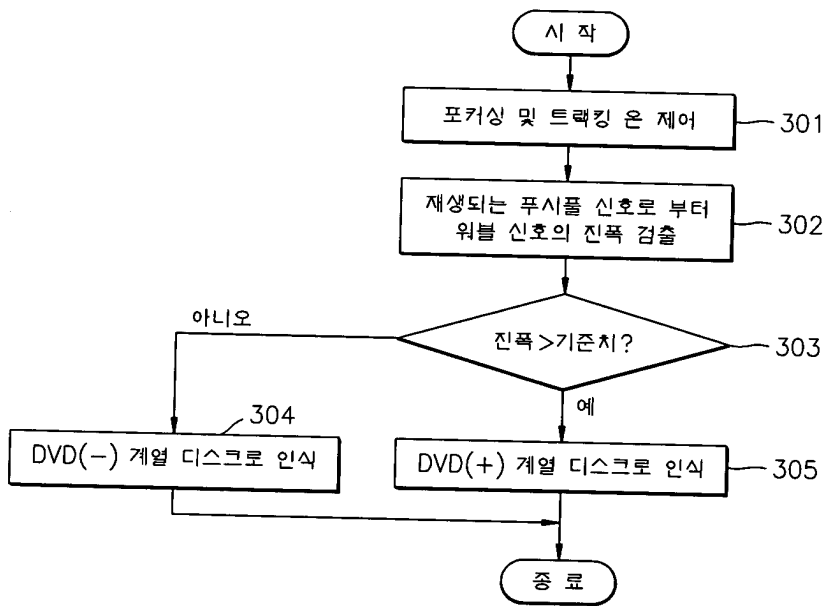 시 작
포커싱 및 트랙킹 온 제어
301
재생되는 푸시풀 신호로 부터
워블 신호의 진폭 검출
302
아니오
진폭>기준치?
303
예
304
DVD(-) 계열 디스크로 인식
DVD(+) 계열 디스크로 인식
305
종 료